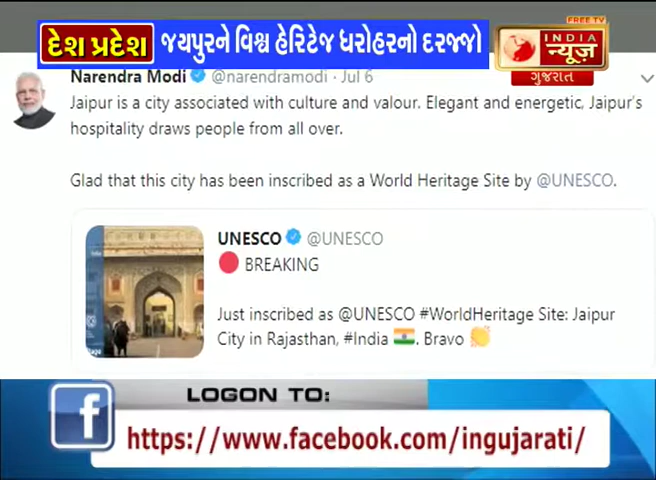 દેશ પ્રદેશ
જયપુરને વિશ્વ હેરિટેજ ધરોહરનો દરજ્જો
FREE TV
INDIA
ન્યૂઝ
ગુજરાત
Narendra Modi @narendramodi · Jul 6
Jaipur is a city associated with culture and valour. Elegant and energetic, Jaipur's
hospitality draws people from all over.
Glad that this city has been inscribed as a World Heritage Site by @UNESCO.
UNESCO @UNESCO
🔴 BREAKING
Just inscribed as @UNESCO #WorldHeritage Site: Jaipur
City in Rajasthan, #India 🇮🇳. Bravo 👏
LOGON TO:
https://www.facebook.com/ingujarati/